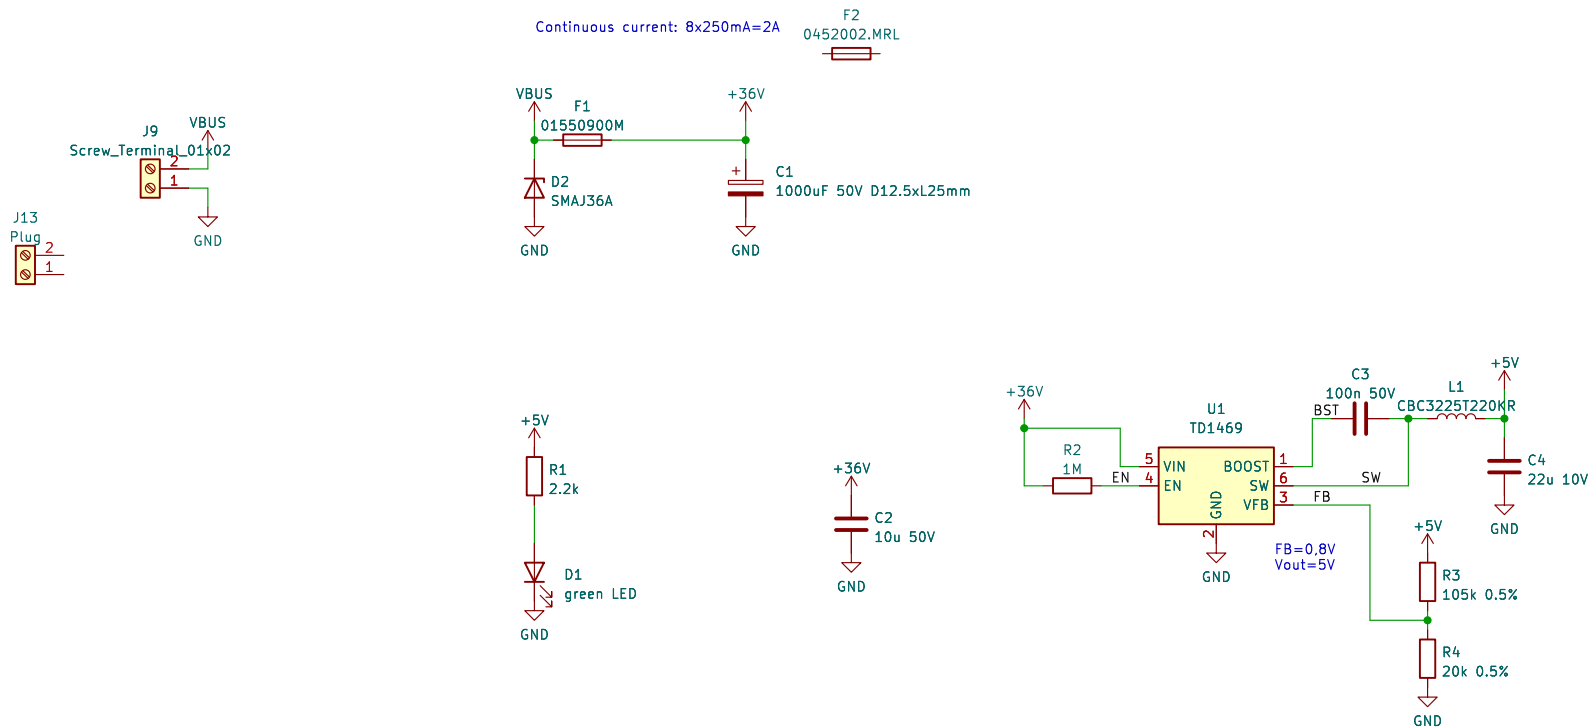 Continuous current: 8x250mA=2A
F2
0452002.MRL
VBUS
F1
01550900M
+36V
J9
VBUS
Screw_Terminal_01x02
2
1
GND
D2
SMAJ36A
GND
+
C1
1000uF 50V D12.5xL25mm
GND
J13
Plug
2
1
+5V
R1
2.2k
D1
green LED
GND
+36V
C2
10u 50V
GND
+36V
R2
1M
EN
U1
TD1469
5
VIN
4
EN
BOOST
1
SW
6
VFB
3
GND
2
GND
BST
C3
100n 50V
L1
CBC3225T220KR
+5V
SW
FB
C4
22u 10V
GND
FB=0,8V
Vout=5V
+5V
R3
105k 0.5%
R4
20k 0.5%
GND